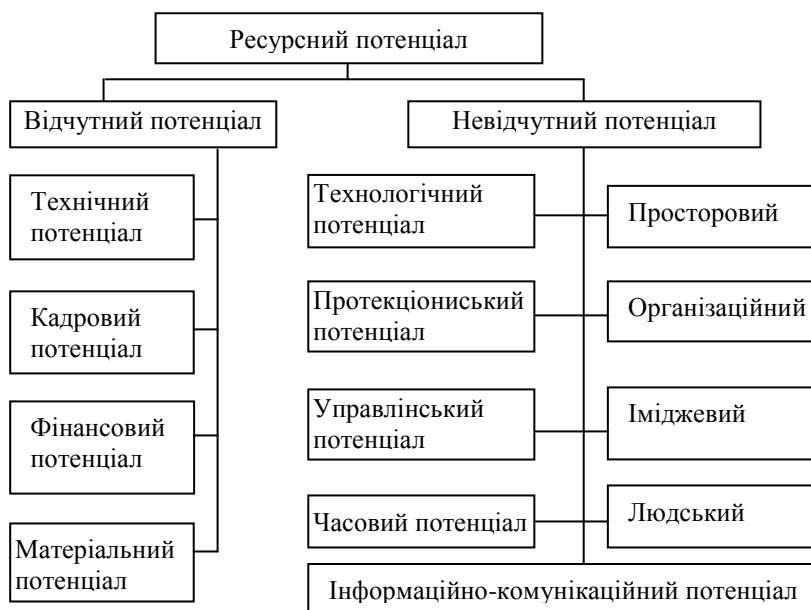 Ресурсний потенціал
Відчутний потенціал
Невідчутний потенціал
Технічний
потенціал
Кадровий
потенціал
Фінансовий
потенціал
Матеріальний
потенціал
Технологічний
потенціал
Протекціониський
потенціал
Управлінський
потенціал
Часовий потенціал
Просторовий
Організаційний
Іміджевий
Людський
Інформаційно-комунікаційний потенціал